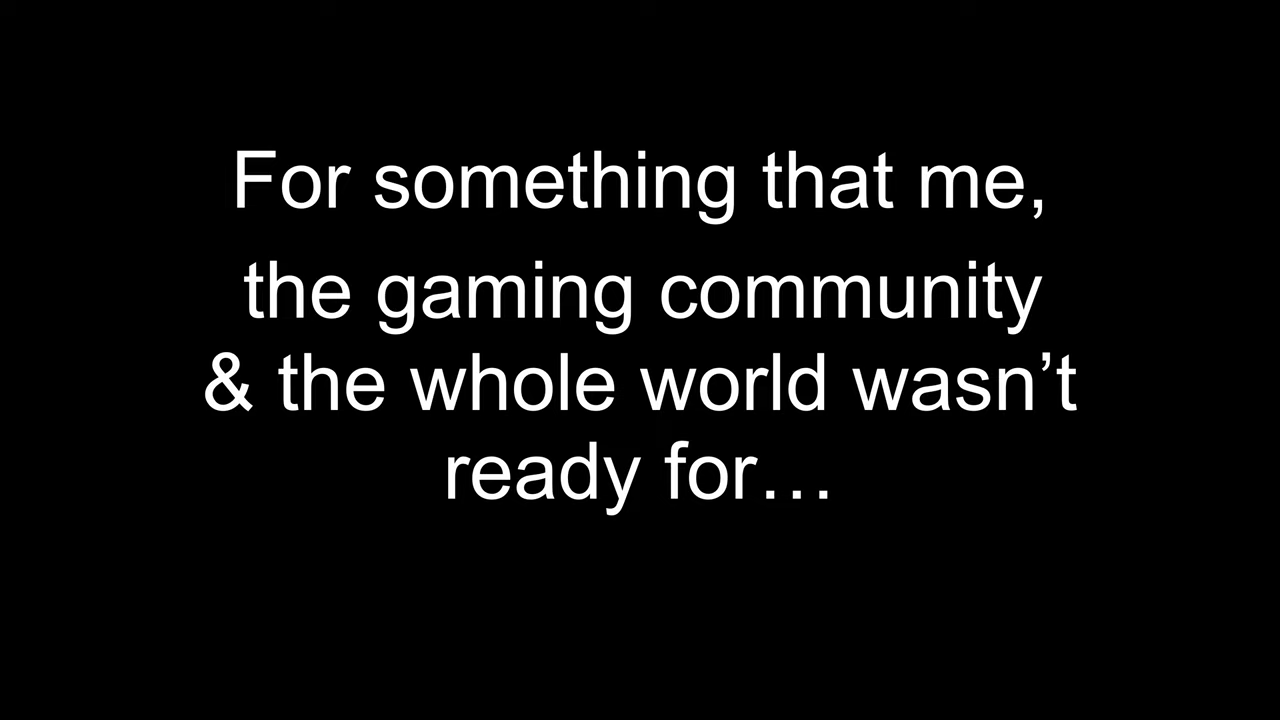 For something that me,
the gaming community
& the whole world wasn’t
ready for…